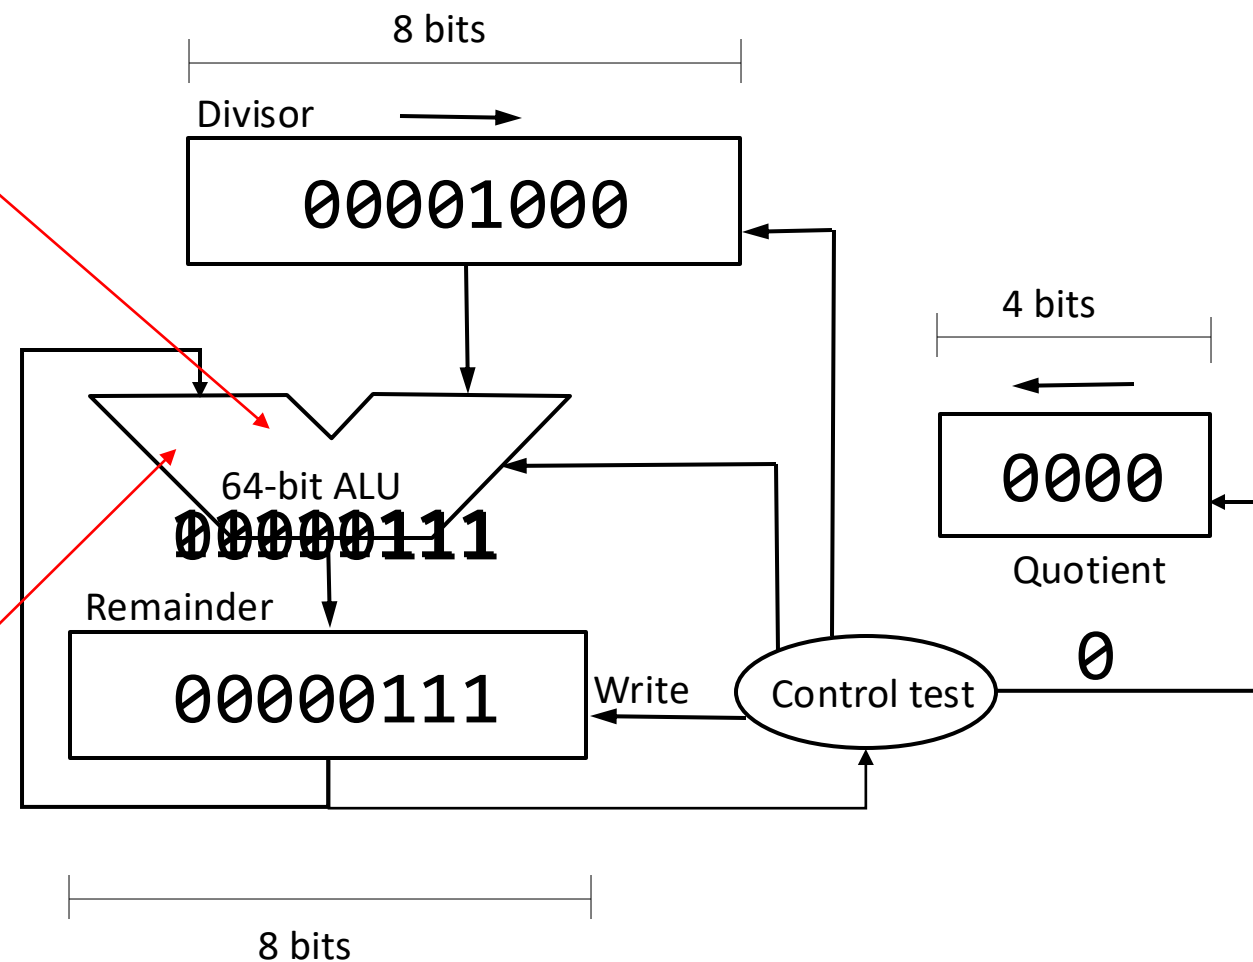 8 bits
Divisor
00001000
4 bits
0000
64-bit ALU
Quotient
Remainder
0
00000111
Write
Control test
8 bits